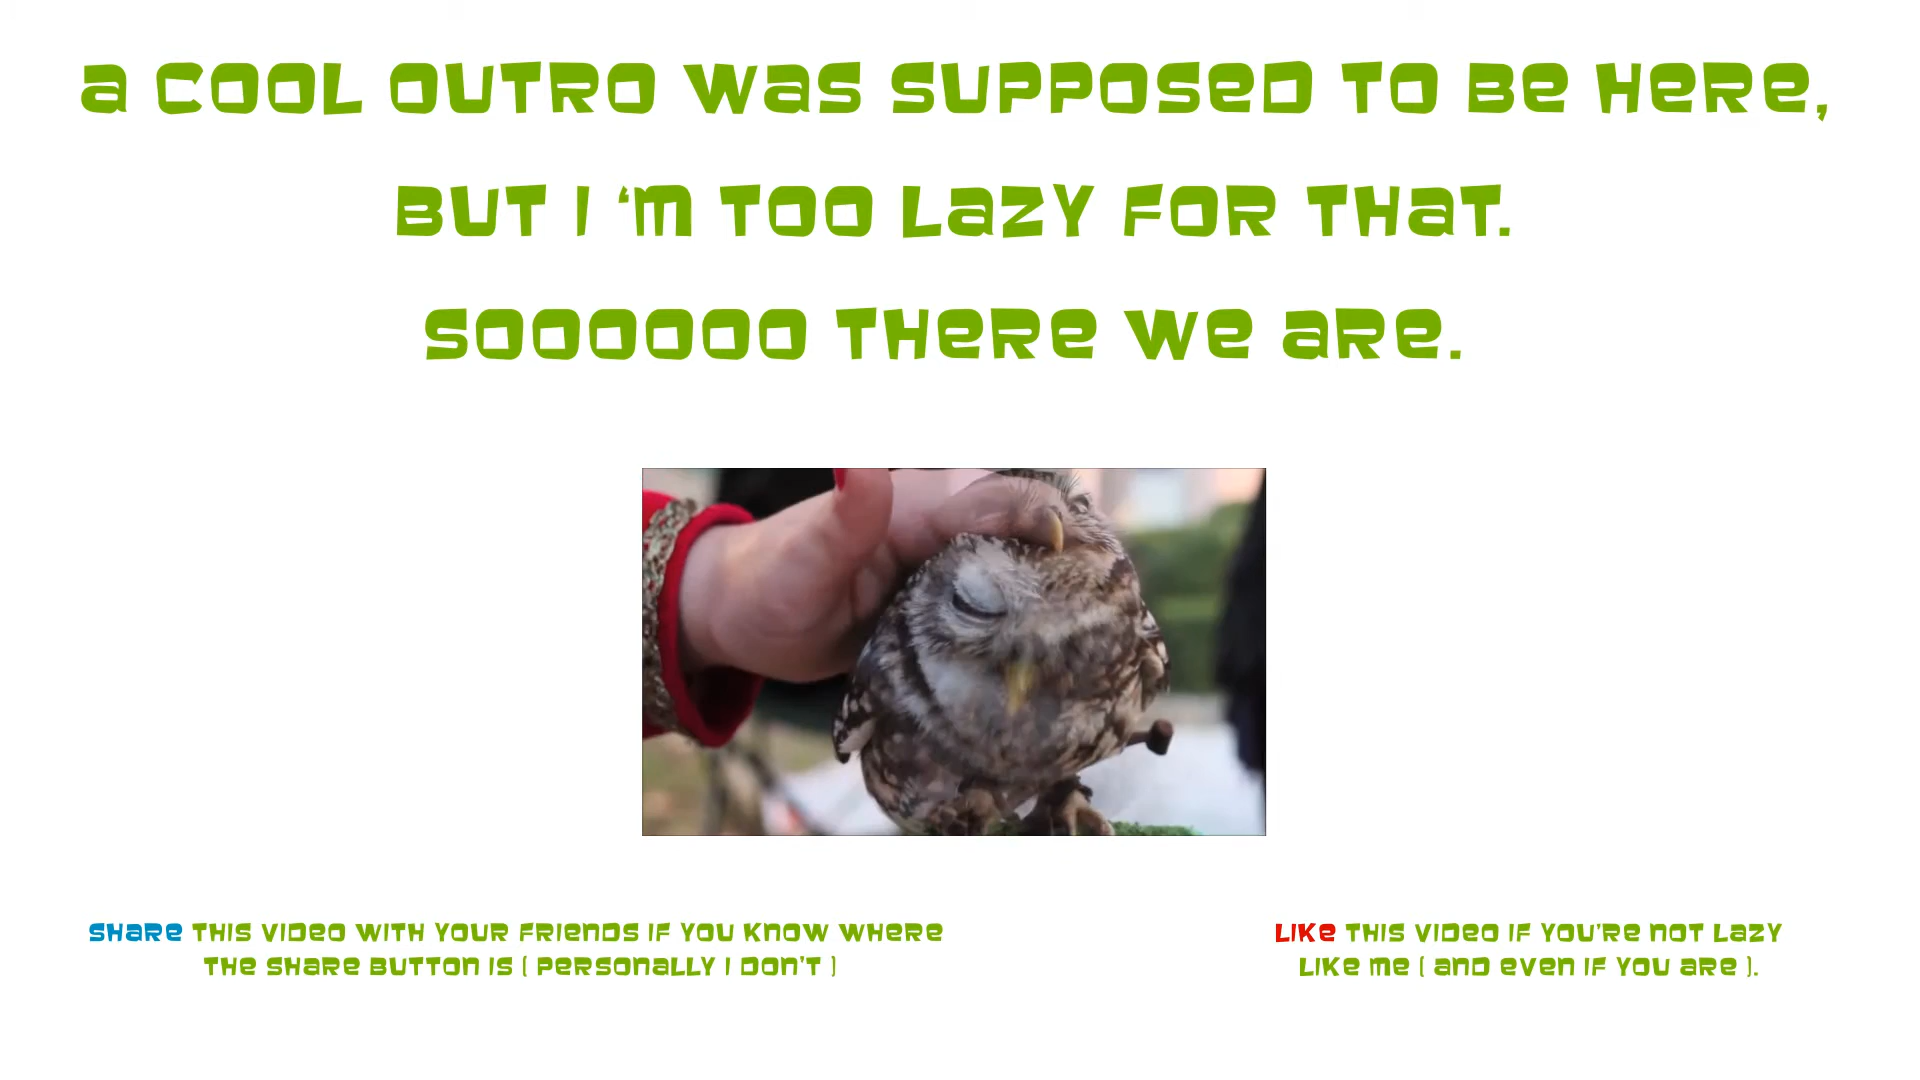 a COOL OUTRO Was SUPPOSeD TO Be Here,
BUT I 'm TOO LaZY FOR THaT.
SOOOOOOO THeRe We aRe.
SHaRe THIS VIDeO WITH YOUR FRIenDS IF YOU KnOW WHeRe
THe SHaRe BUTTOn IS ( PeRSOnaLLY I DOn'T )
LIKe THIS VIDeO IF YOU'Re nOT LaZY
LIKe me ( anD eVen IF YOU aRe ).